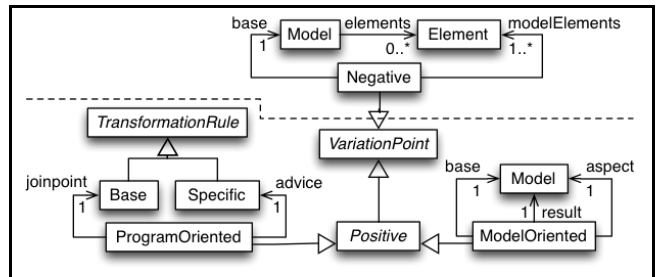 base
elements
modelElements
Model
Element
1
0..*
1..*
Negative
TransformationRule
VariationPoint
base
Model
aspect
joinpoint
Base
Specific
advice
1
1
1
1
1
result
ProgramOriented
Positive
ModelOriented